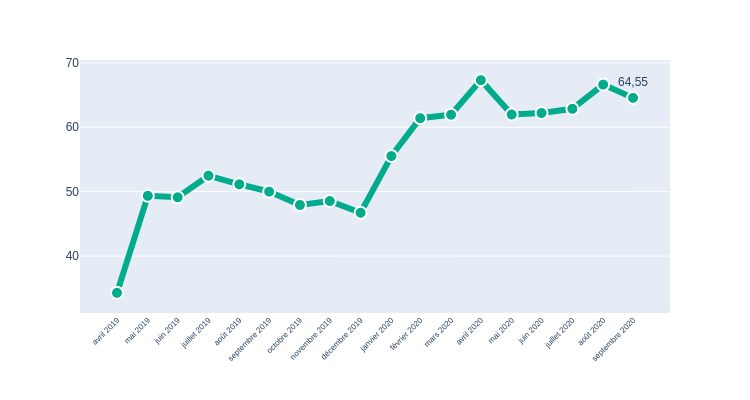 70
60
50
40
64,55
avril 2019
mai 2019
juin 2019
juillet 2019
août 2019
septembre 2019
octobre 2019
novembre 2019
décembre 2019
janvier 2020
février 2020
mars 2020
avril 2020
mai 2020
juin 2020
juillet 2020
août 2020
septembre 2020